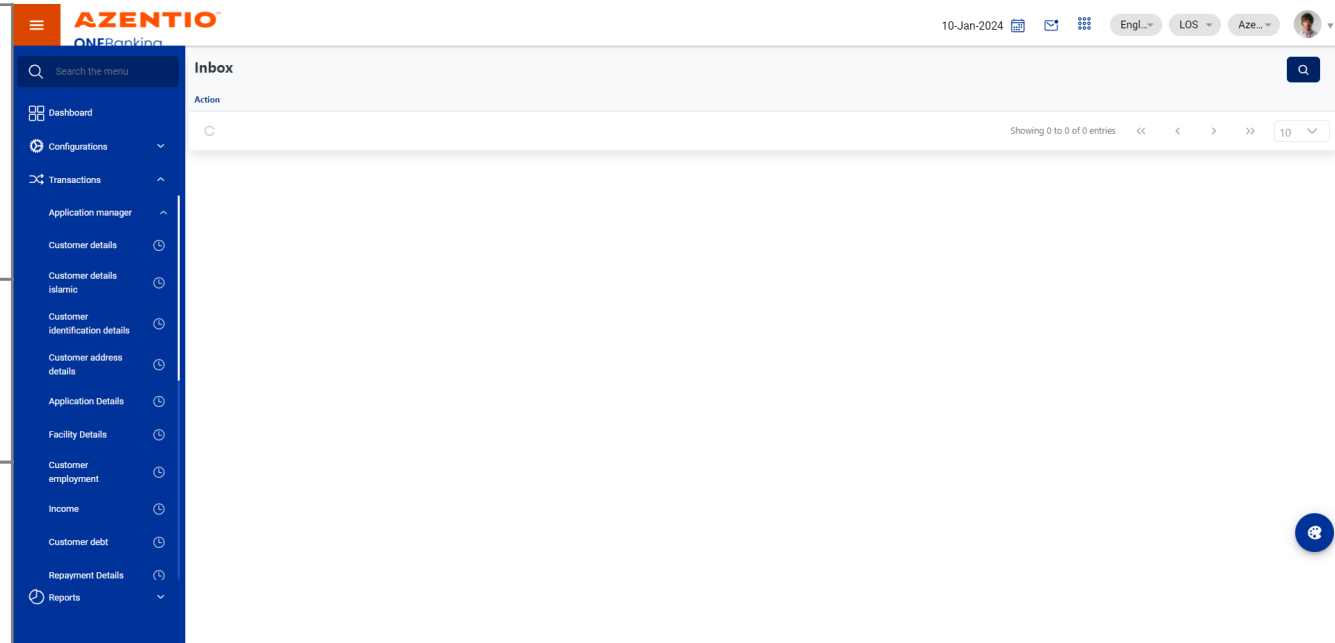 AZENTIO
ONEBanking
10-Jan-2024
Engl...
LOS
Aze...
Search the menu
Inbox
Dashboard
Action
Configurations
Showing 0 to 0 of 0 entries
10
Transactions
Application manager
Customer details
Customer details
islamic
Customer
identification details
Customer address
details
Application Details
Facility Details
Customer
employment
Income
Customer debt
Repayment Details
Reports